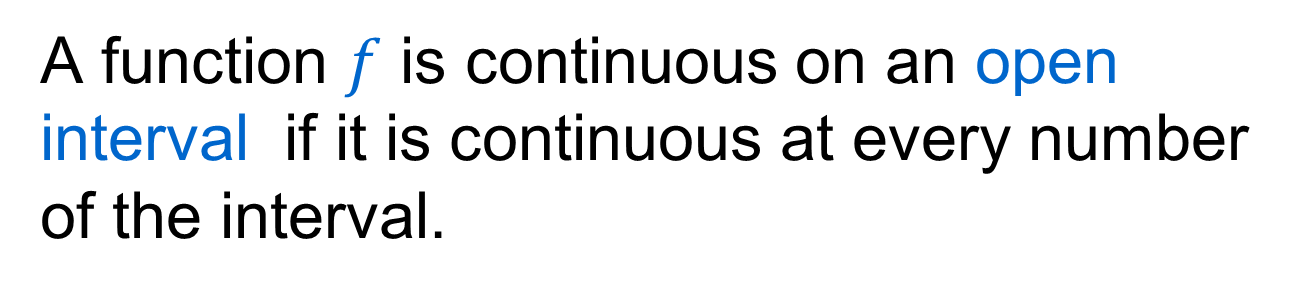 A function f is continuous on an open
interval if it is continuous at every number
of the interval.